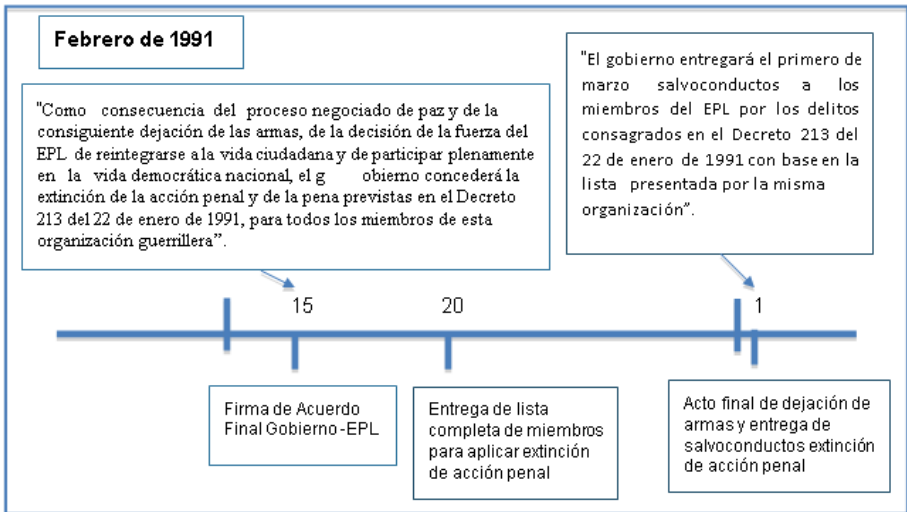 Febrero de 1991
"Como consecuencia del proceso negociado de paz y de la
consiguiente dejación de las armas, de la decisión de la fuerza del
EPL de reintegrarse a la vida ciudadana y de participar plenamente
en la vida democrática nacional, el g obierno concederá la
extinción de la acción penal y de la pena previstas en el Decreto
213 del 22 de enero de 1991, para todos los miembros de esta
organización guerrillera”.
"El gobierno entregará el primero de
marzo salvoconductos a los
miembros del EPL por los delitos
consagrados en el Decreto 213 del
22 de enero de 1991 con base en la
lista presentada por la misma
organización”.
15
20
1
Firma de Acuerdo
Final Gobierno -EPL
Entrega de lista
completa de miembros
para aplicar extinción
de acción penal
Acto final de dejación de
armas y entrega de
salvoconductos extinción
de acción penal